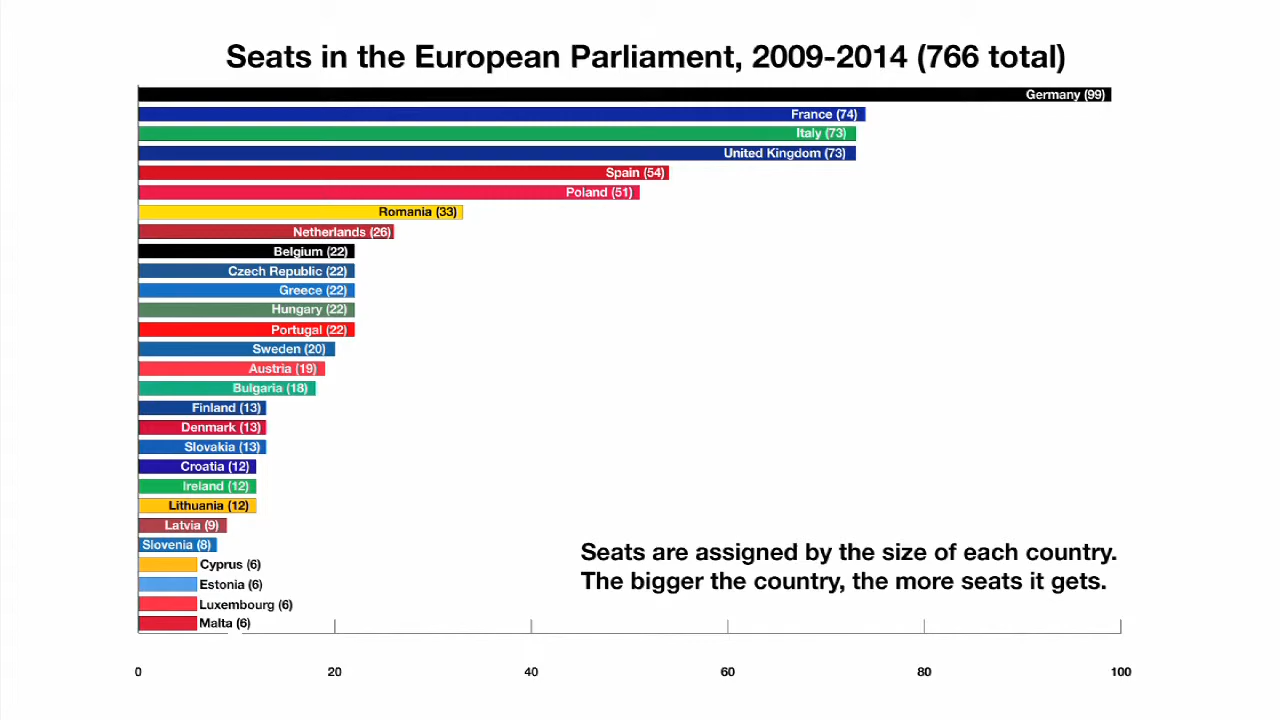 Seats in the European Parliament, 2009-2014 (766 total)
Germany (99)
France (74)
Italy (73)
United Kingdom (73)
Spain (54)
Poland (51)
Romania (33)
Netherlands (26)
Belgium (22)
Czech Republic (22)
Greece (22)
Hungary (22)
Portugal (22)
Sweden (20)
Austria (19)
Bulgaria (18)
Finland (13)
Denmark (13)
Slovakia (13)
Croatia (12)
Ireland (12)
Lithuania (12)
Latvia (9)
Slovenia (8)
Cyprus (6)
Estonia (6)
Luxembourg (6)
Malta (6)
Seats are assigned by the size of each country.
The bigger the country, the more seats it gets.
0 20 40 60 80 100